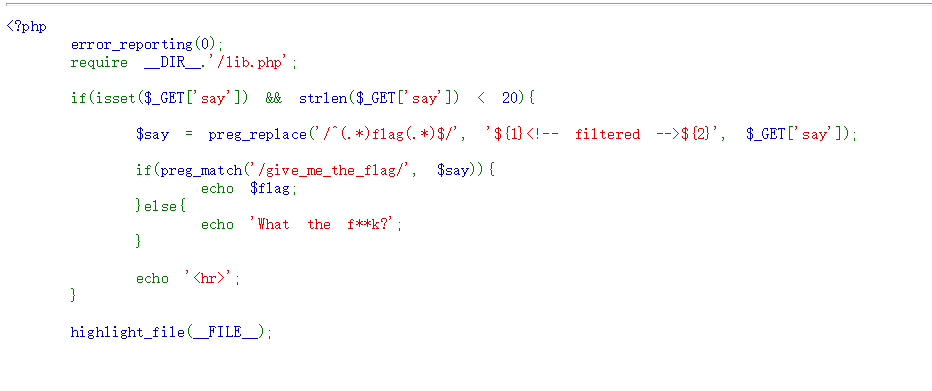 <?php
error_reporting(0);
require __DIR__.'/lib.php';
if(isset($_GET['say']) && strlen($_GET['say']) < 20){
$say = preg_replace('/^(.*)flag(.*)$/', '${1}<!-- filtered -->${2}', $_GET['say']);
if(preg_match('/give_me_the_flag/', $say)){
echo $flag;
}else{
echo 'What the f**k?';
}
echo '<hr>';
}
highlight_file(__FILE__);